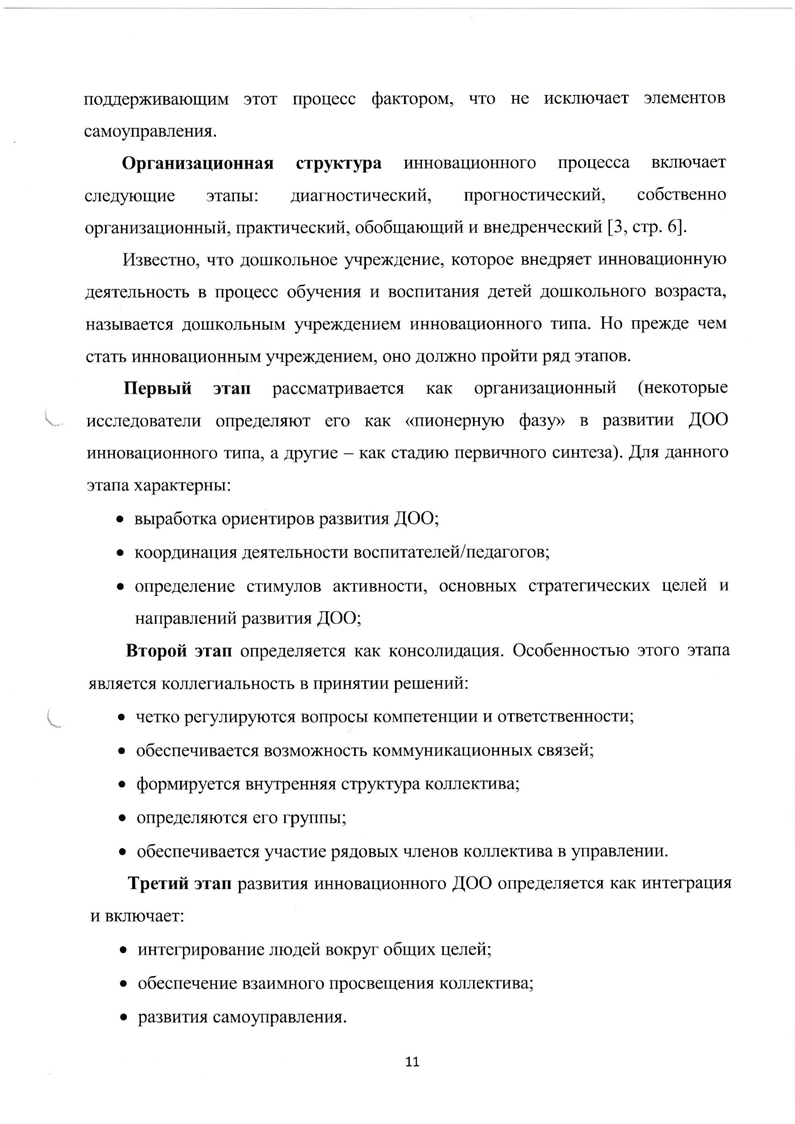 поддерживающим этот процесс фактором, что не исключает элементов
самоуправления.
Организационная структура инновационного процесса включает
следующие этапы: диагностический, прогностический, собственно
организационный, практический, обобщающий и внедренческий [3, стр. 6].
Известно, что дошкольное учреждение, которое внедряет инновационную
деятельность в процесс обучения и воспитания детей дошкольного возраста,
называется дошкольным учреждением инновационного типа. Но прежде чем
стать инновационным учреждением, оно должно пройти ряд этапов.
Первый этап рассматривается как организационный (некоторые
исследователи определяют его как «пионерную фазу» в развитии ДОО
инновационного типа, а другие – как стадию первичного синтеза). Для данного
этапа характерны:
• выработка ориентиров развития ДОО;
• координация деятельности воспитателей/педагогов;
• определение стимулов активности, основных стратегических целей и
направлений развития ДОО;
Второй этап определяется как консолидация. Особенностью этого этапа
является коллегиальность в принятии решений:
• четко регулируются вопросы компетенции и ответственности;
• обеспечивается возможность коммуникационных связей;
• формируется внутренняя структура коллектива;
• определяются его группы;
• обеспечивается участие рядовых членов коллектива в управлении.
Третий этап развития инновационного ДОО определяется как интеграция
и включает:
• интегрирование людей вокруг общих целей;
• обеспечение взаимного просвещения коллектива;
• развития самоуправления.
11